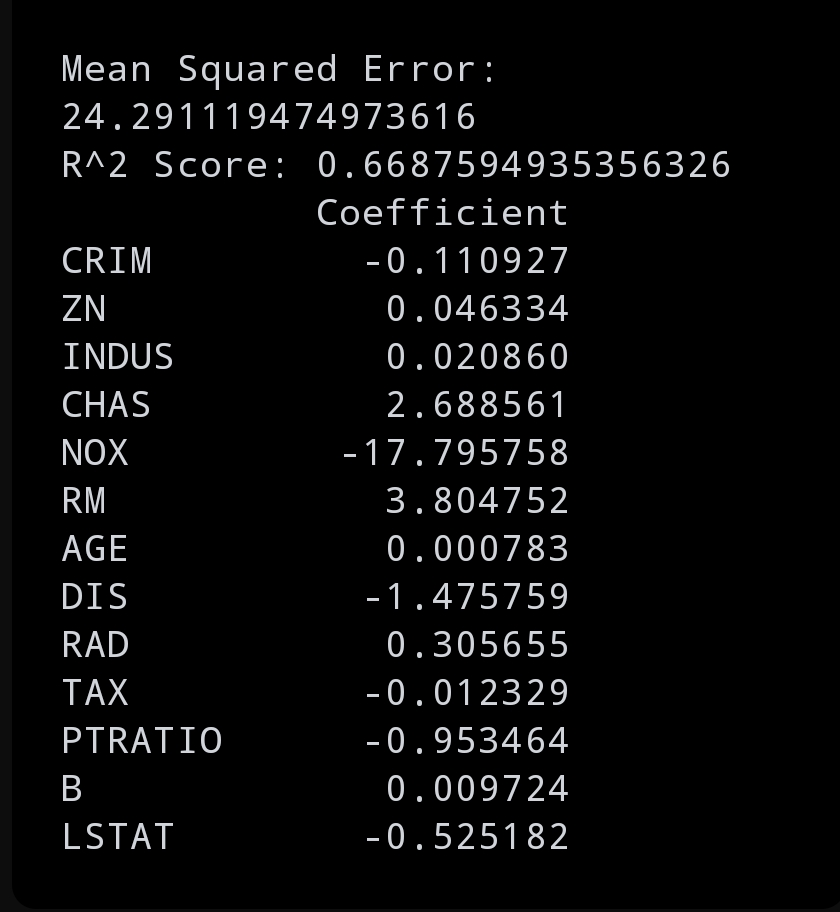 Mean Squared Error:
24.291119474973616
R^2 Score: 0.6687594935356326
Coefficient
CRIM -0.110927
ZN 0.046334
INDUS 0.020860
CHAS 2.688561
NOX -17.795758
RM 3.804752
AGE 0.000783
DIS -1.475759
RAD 0.305655
TAX -0.012329
PTRATIO -0.953464
B 0.009724
LSTAT -0.525182